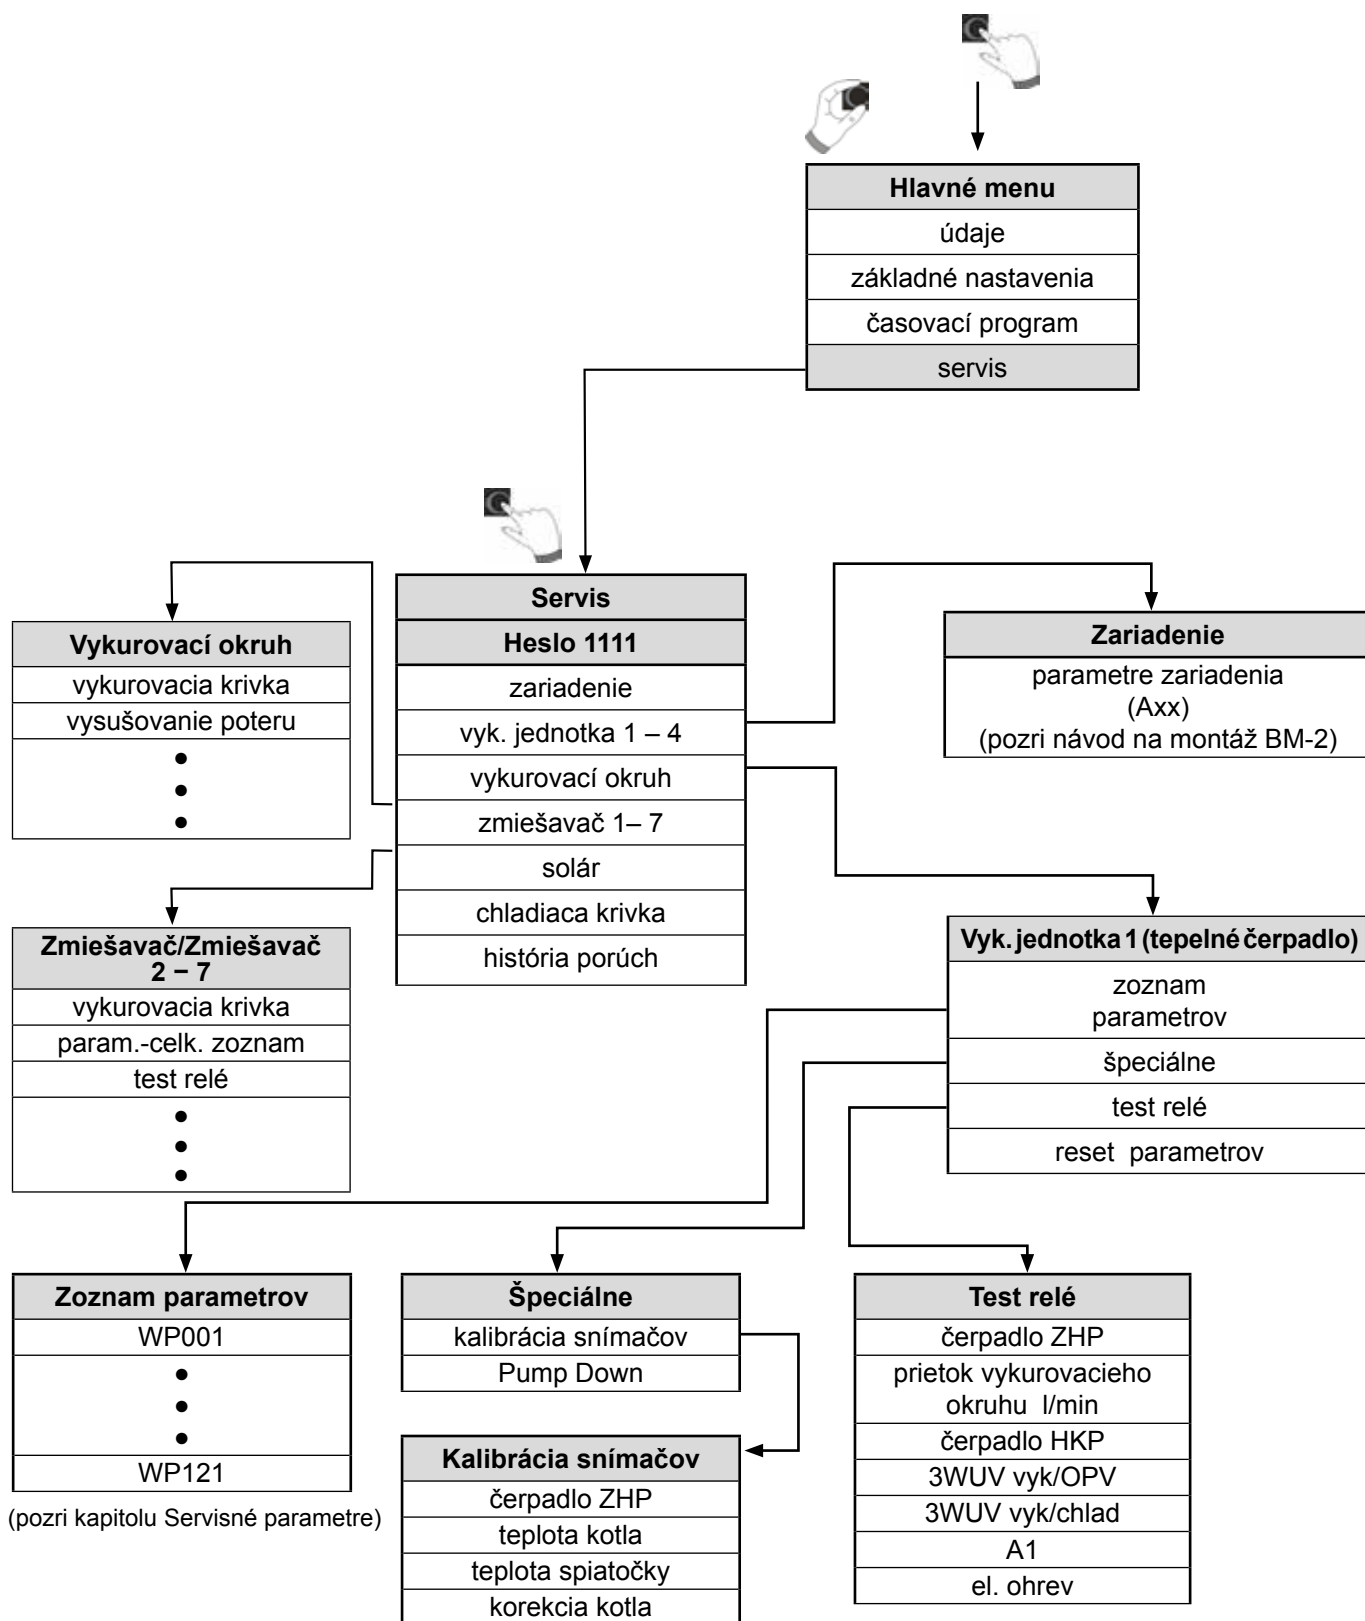 Hlavné menu
údaje
základné nastavenia
časovací program
servis
Servis
Heslo 1111
zariadenie
vyk. jednotka 1 – 4
vykurovací okruh
zmiešavač 1– 7
solár
chladiaca krivka
história porúch
Vykurovací okruh
vykurovacia krivka
vysušovanie poteru
•
•
•
Zariadenie
parametre zariadenia
(Axx)
(pozri návod na montáž BM-2)
Zmiešavač/Zmiešavač
2 – 7
vykurovacia krivka
param.-celk. zoznam
test relé
•
•
•
Vyk. jednotka 1 (tepelné čerpadlo)
zoznam
parametrov
špeciálne
test relé
reset parametrov
Zoznam parametrov
WP001
•
•
•
WP121
(pozri kapitolu Servisné parametre)
Špeciálne
kalibrácia snímačov
Pump Down
Kalibrácia snímačov
čerpadlo ZHP
teplota kotla
teplota spiatočky
korekcia kotla
Test relé
čerpadlo ZHP
prietok vykurovacieho
okruhu l/min
čerpadlo HKP
3WUV vyk/OPV
3WUV vyk/chlad
A1
el. ohrev